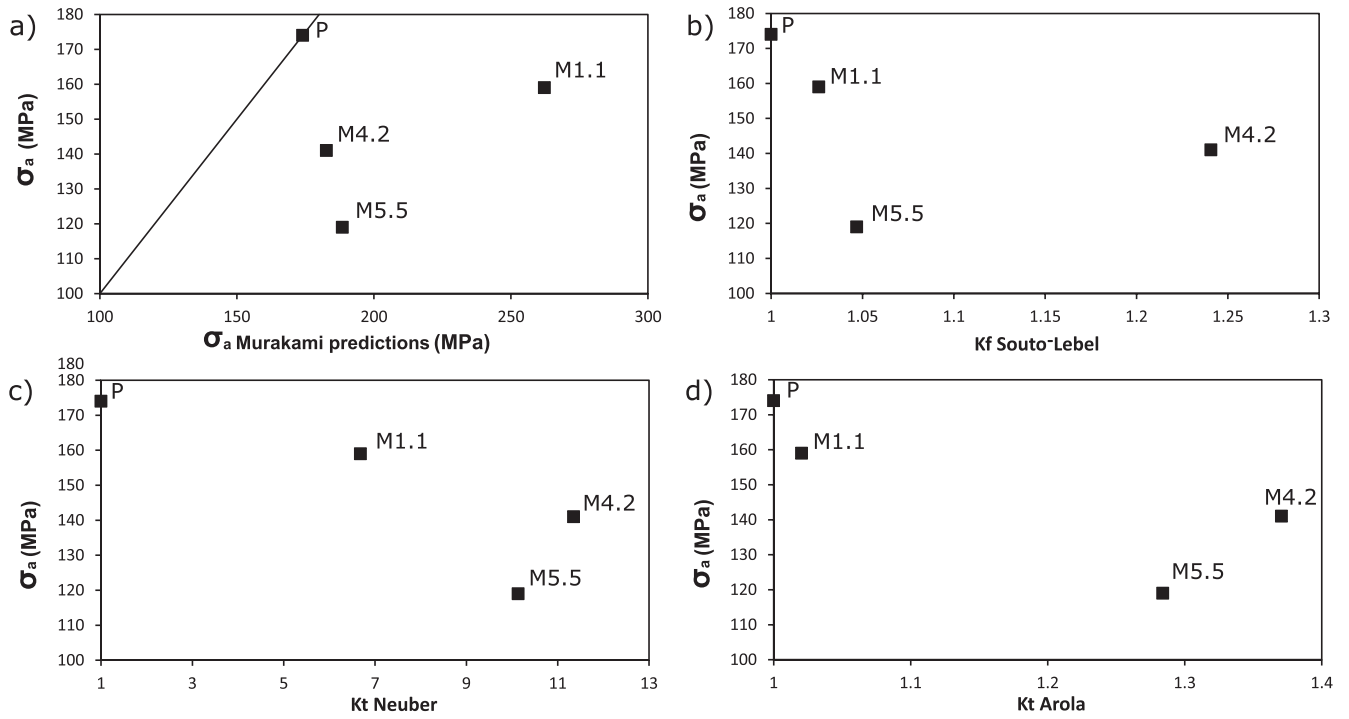 a)
180
170
160
150
140
130
120
110
100
σa (MPa)
P
M1.1
M4.2
M5.5
100 150 200 250 300
σa Murakami predictions (MPa)
b)
180
170
160
150
140
130
120
110
100
σa (MPa)
P
M1.1
M4.2
M5.5
1 1.05 1.1 1.15 1.2 1.25 1.3
Kf Souto-Lebel
c)
180
180
170
160
150
140
130
120
110
100
σa (MPa)
P
M1.1
M4.2
M5.5
1 3 5 7 9 11 13
Kt Neuber
d)
180
170
160
150
140
130
120
110
100
σa (MPa)
P
M1.1
M4.2
M5.5
1 1.1 1.2 1.3 1.4
Kt Arola